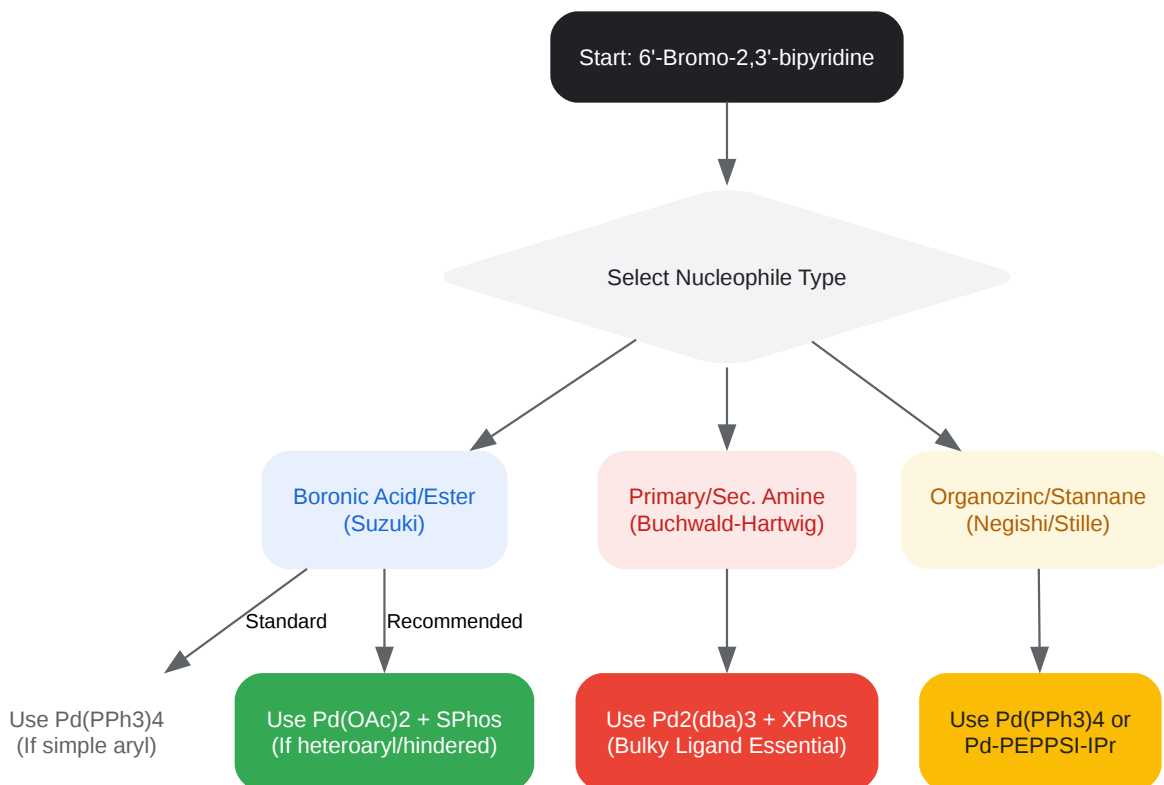 Start: 6'-Bromo-2,3'-bipyridine
Select Nucleophile Type
Boronic Acid/Ester
(Suzuki)
Primary/Sec. Amine
(Buchwald-Hartwig)
Organozinc/Stannane
(Negishi/Stille)
Standard
Recommended
Use Pd(PPh3)4
(If simple aryl)
Use Pd(OAc)2 + SPhos
(If heteroaryl/hindered)
Use Pd2(dba)3 + XPhos
(Bulky Ligand Essential)
Use Pd(PPh3)4 or
Pd-PEPPSI-IPr